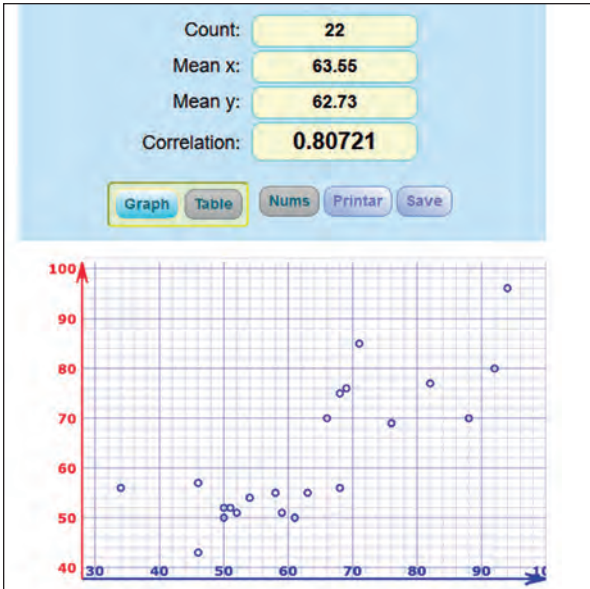 Count: 22
Mean x: 63.55
Mean y: 62.73
Correlation: 0.80721
Graph Table Nums Printar Save
100
90
80
70
60
50
40
30 40 50 60 70 80 90 10